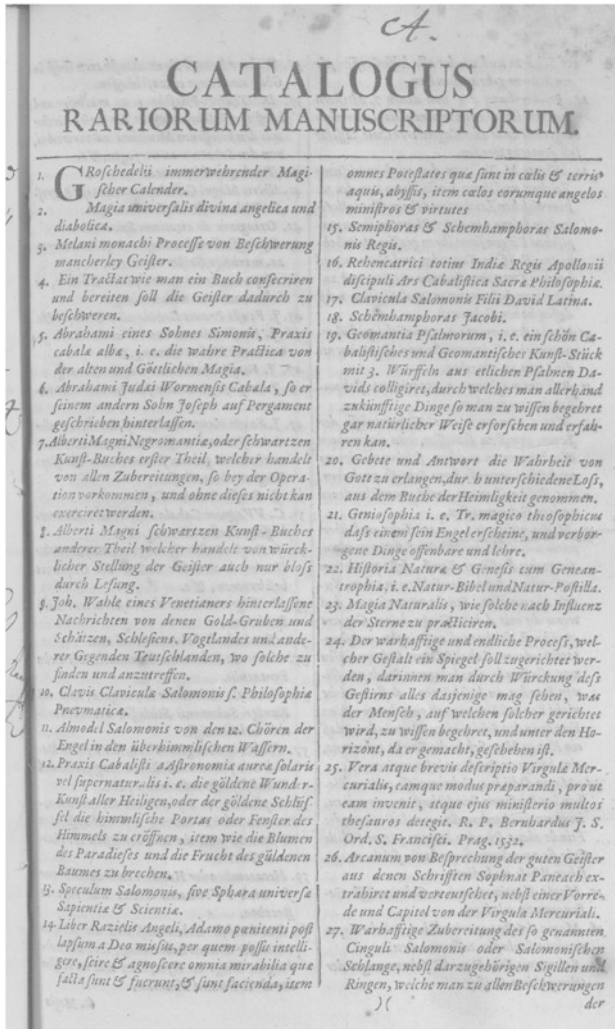 A.
CATALOGUS
RARIORUM MANUSCRIPTORUM.
1. GRoschedelii immerwehrender Magi-
scher Calender.
2. Magia universalis divina angelica und
diabolica.
3. Melani monachi Processe von Beschwerung
mancherley Geister.
4. Ein Tractat wie man ein Buch consecriren
und bereiten soll die Geister dadurch zu
beschweren.
5. Abrahami eines Sohnes Simonis, Praxis
cabalæ albæ, i. e. die wahre Practica von
der alten und Göttlichen Magia.
6. Abrahami Judæi Wormensis Cabala, so er
seinem andern Sohn Joseph auf Pergament
geschrieben hinterlassen.
7. Alberti Magni Negromantiæ, oder schwartzen
Kunst-Buches erster Theil, welcher handelt
von allen Zubereitungen, so bey der Opera-
tion vorkommen, und ohne dieses nicht kan
exerciret werden.
8. Alberti Magni schwartzen Kunst-Buches
anderer Theil welcher handelt von würck-
licher Stellung der Geister auch nur bloss
durch Lesung.
9. Joh. Wahle eines Venetianers hinterlassene
Nachrichten von denen Gold-Gruben und
Schätzen, Schlesiens, Vogtlandes und ande-
rer Gegenden Teutschlanden, wo solche zu
finden und anzutreffen.
10. Clavis Claviculæ Salomonis s. Philosophiæ
Pnevmaticæ.
11. Almodel Salomonis von den 12. Chören der
Engel in den überhimmlischen Wassern.
12. Praxis Cabalistica Astronomiæ aureæ solaris
vel supernaturalis i. e. die göldene Wunder-
Kunst aller Heiligen, oder der göldne Schlüs-
sel die himmlische Portas oder Fenster des
Himmels zu eröffnen, item wie die Blumen
des Paradieses und die Frucht des güldenen
Baumes zu brechen.
13. Speculum Salomonis, sive Sphæra universæ
Sapientiæ & Scientiæ.
14. Liber Razielis Angeli, Adamo pœnitenti post
lapsum a Deo missus, per quem posse intelli-
gere, scire & agnoscere omnia mirabilia quæ
facta sunt & fuerunt, & sunt facienda, item
omnes Potestates quæ sunt in cœlis & terris
aquis, abyssis, item cœlos eorumque angelos
ministros & virtutes
15. Semiphoras & Schemhamphoras Salomo-
nis Regis.
16. Rehencatrici totius Indiæ Regis Apollonii
discipuli Ars Cabalistica Sacræ Philosophiæ.
17. Clavicula Salomonis Filii David Latina.
18. Schemhamphoras Jacobi.
19. Geomantia Psalmorum, i. e. ein schön Ca-
balistisches und Geomantisches Kunst-Stück
mit 3. Würffeln aus etlichen Psalmen Da-
vids colligiret, durch welches man allerhand
zukünfftige Dinge so man zu wissen begehret
gar natürlicher Weise erforschen und erfah-
ren kan.
20. Gebete und Antwort die Wahrheit von
Gott zu erlangen, durch unterschiedene Loss,
aus dem Buche der Heimligkeit genommen.
21. Geniosophia i. e. Tr. magico theosophicus
dass einem sein Engel erscheine, und verbor-
gene Dinge offenbare und lehre.
22. Historia Naturæ & Genesis cum Genean-
trophia, i. e. Natur-Bibel und Natur-Postilla.
23. Magia Naturalis, wie solche nach Influenz
der Sterne zu practiciren.
24. Der warhafftige und endliche Process, wel-
cher Gestalt ein Spiegel soll zugerichtet wer-
den, darinnen man durch Würckung dess
Gestirns alles dasjenige mag sehen, was
der Mensch, auf welchen solcher gerichtet
wird, zu wissen begehret, und unter den Ho-
rizont, da er gemacht, geschehen ist.
25. Vera atque brevis descriptio Virgulæ Mer-
curialis, eamque modus præparandi, prout
eam invenit, atque ejus ministerio multos
thesauros detegit. R. P. Bernhardus J. S.
Ord. S. Francisci. Prag. 1532.
26. Arcanum von Besprechung der guten Geister
aus denen Schrifften Sophnat Paneach ex-
trahiret und verteutschet, nebst einer Vorre-
de und Capitel von der Virgula Mercuriali.
27. Warhafftige Zubereitung des so genannten
Cinguli Salomonis oder Salomonischen
Schlange, nebst darzugehörigen Sigillen und
Ringen, welche man zu allen Beschwerungen
)( der